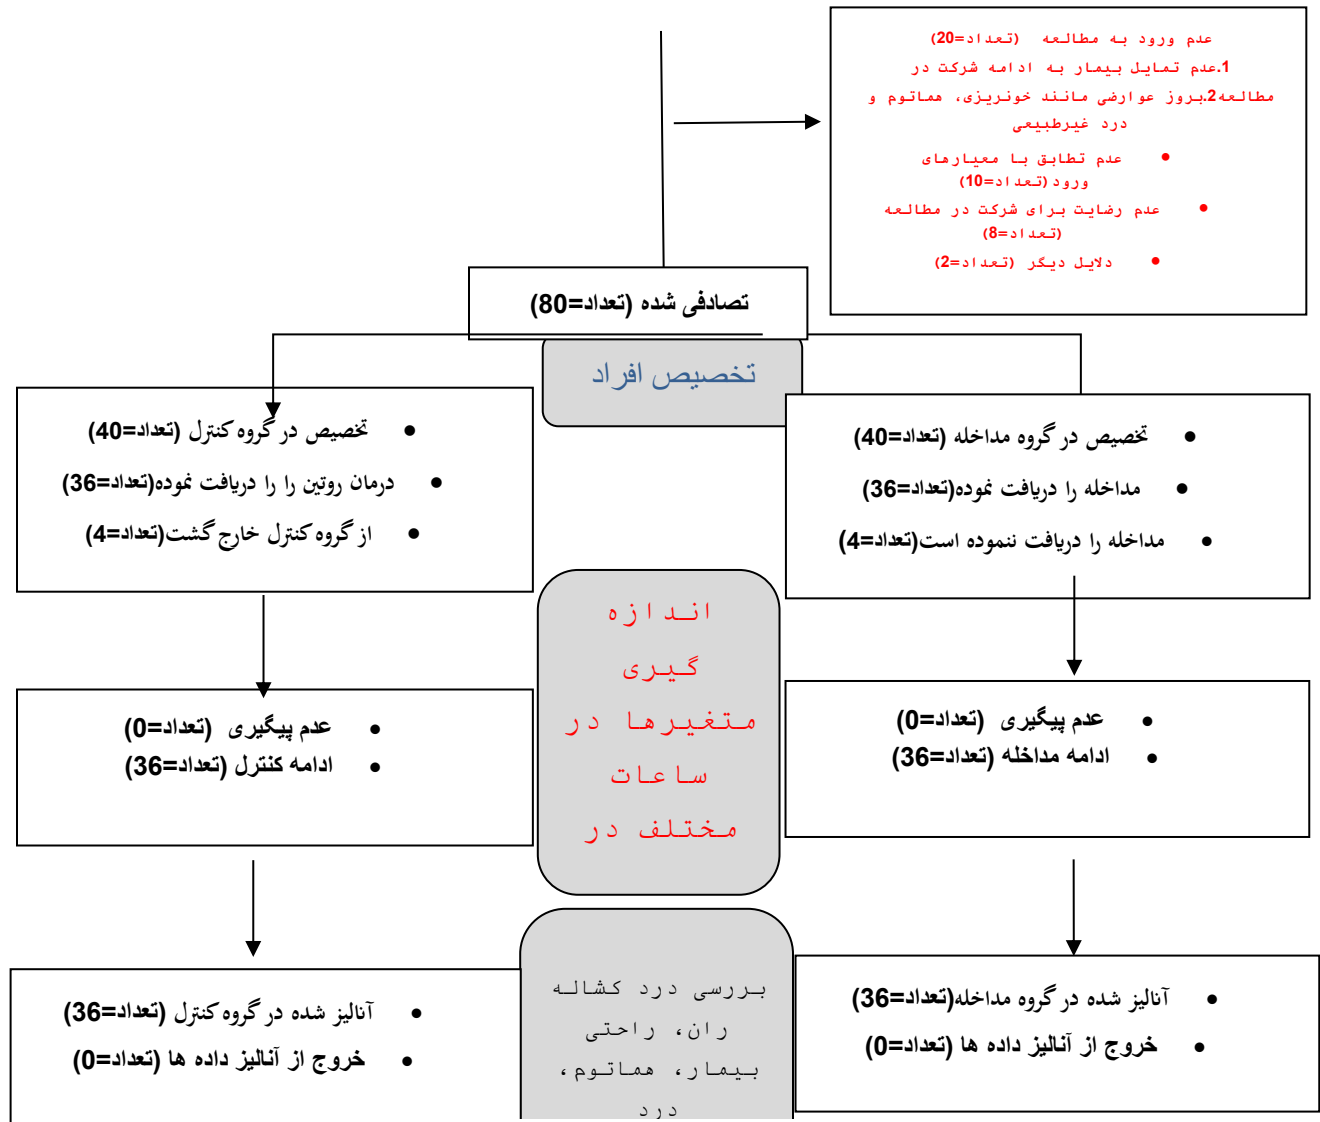 عدم ورود به مطالعه (تعداد=20)
1.عدم تمایل بیمار به ادامه شرکت در
مطالعه2.بروز عوارضی مانند خونریزی، هماتوم و
درد غیرطبیعی
• عدم تطابق با معیارهای
ورود(تعداد=10)
• عدم رضایت برای شرکت در مطالعه
(تعداد=8)
• دلایل دیگر (تعداد=2)
تصادفی شده (تعداد=80)
تخصیص افراد
• تخصیص در گروه مداخله (تعداد=40)
• مداخله را دریافت نموده(تعداد=36)
• مداخله را دریافت ننموده است(تعداد=4)
• تخصیص در گروه کنترل (تعداد=40)
• درمان روتین را را دریافت نموده(تعداد=36)
• از گروه کنترل خارج گشت(تعداد=4)
اندازه
گیری
متغیرها در
ساعات
مختلف در
• عدم پیگیری (تعداد=0)
• ادامه مداخله (تعداد=36)
• عدم پیگیری (تعداد=0)
• ادامه کنترل (تعداد=36)
بررسی درد کشاله
ران، راحتی
بیمار، هماتوم،
درد
• آنالیز شده در گروه مداخله(تعداد=36)
• خروج از آنالیز داده ها (تعداد=0)
• آنالیز شده در گروه کنترل (تعداد=36)
• خروج از آنالیز داده ها (تعداد=0)